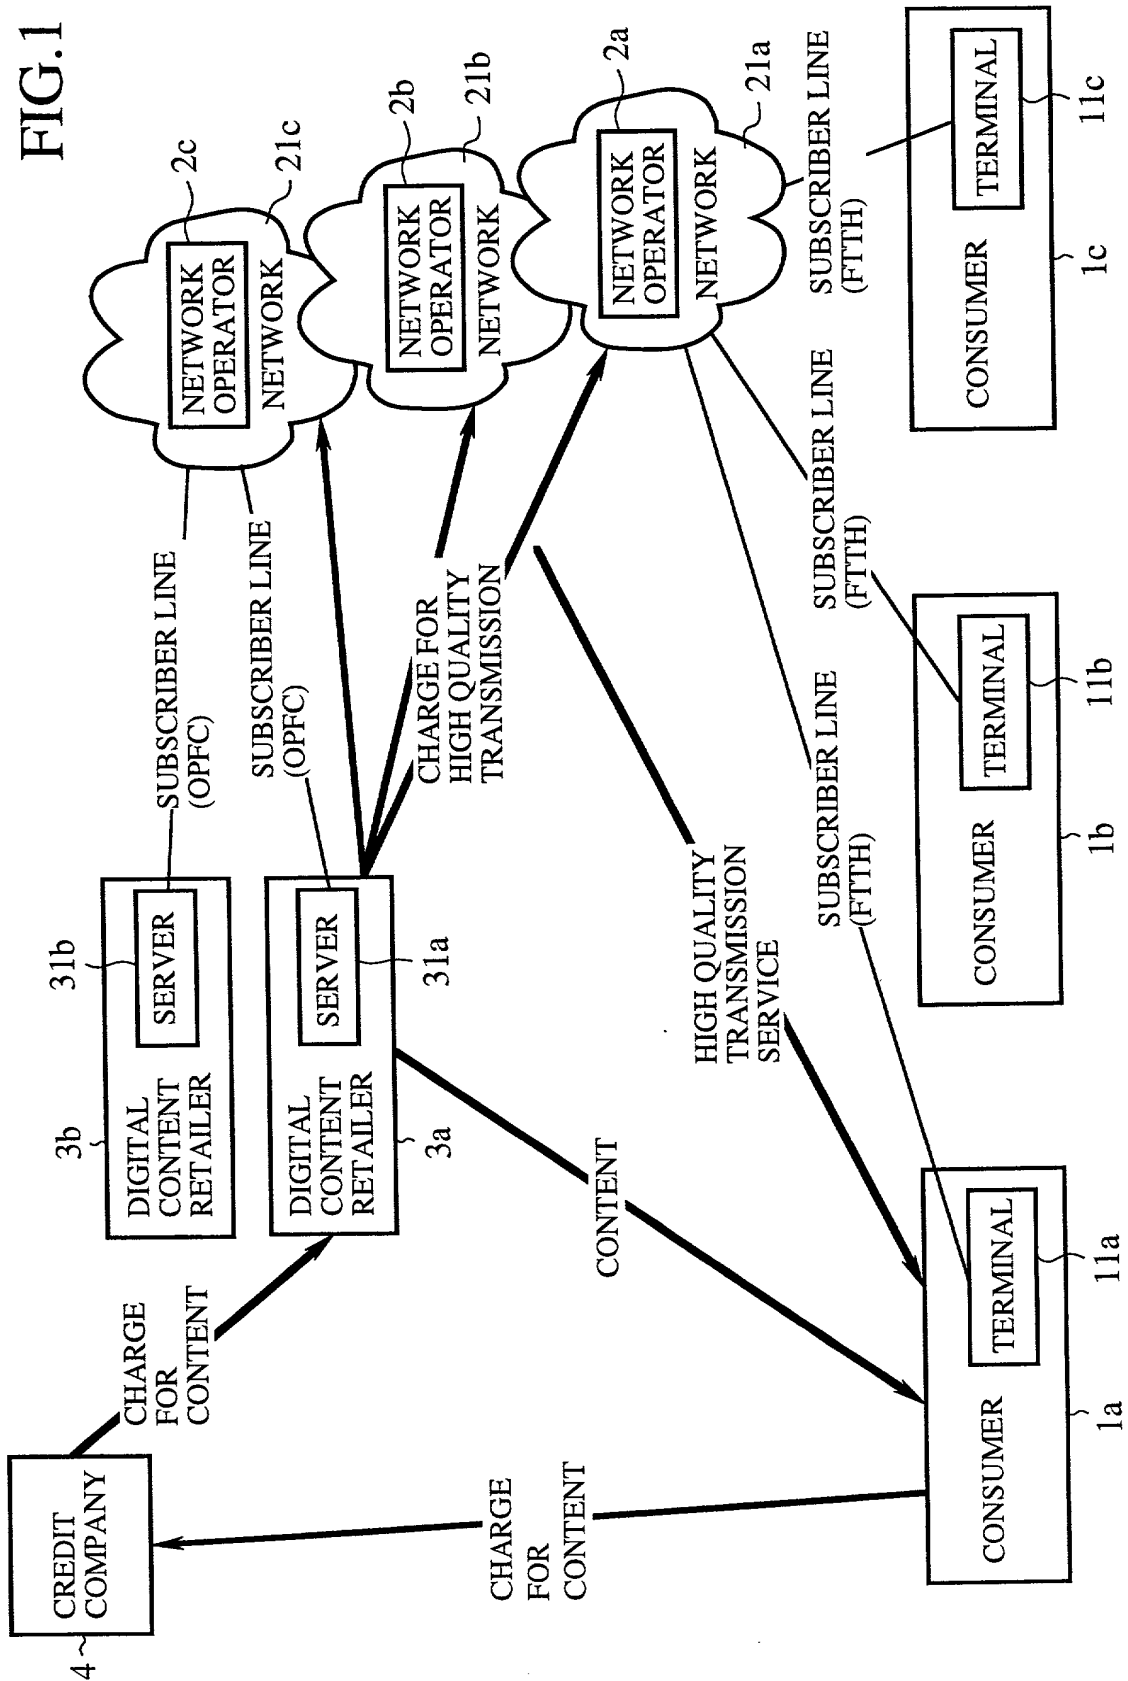 FIG.1
CREDIT
COMPANY
4
CHARGE
FOR
CONTENT
3b
DIGITAL
CONTENT
RETAILER
SERVER
31b
SUBSCRIBER LINE
(OPFC)
DIGITAL
CONTENT
RETAILER
3a
SERVER
31a
SUBSCRIBER LINE
(OPFC)
NETWORK
OPERATOR
2c
NETWORK
21c
NETWORK
OPERATOR
2b
NETWORK
21b
NETWORK
OPERATOR
2a
NETWORK
21a
CHARGE FOR
HIGH QUALITY
TRANSMISSION
CHARGE
FOR
CONTENT
CONTENT
HIGH QUALITY
TRANSMISSION
SERVICE
SUBSCRIBER LINE
(FTTH)
SUBSCRIBER LINE
(FTTH)
SUBSCRIBER LINE
(FTTH)
CONSUMER
TERMINAL
1a
11a
CONSUMER
TERMINAL
1b
11b
CONSUMER
TERMINAL
1c
11c